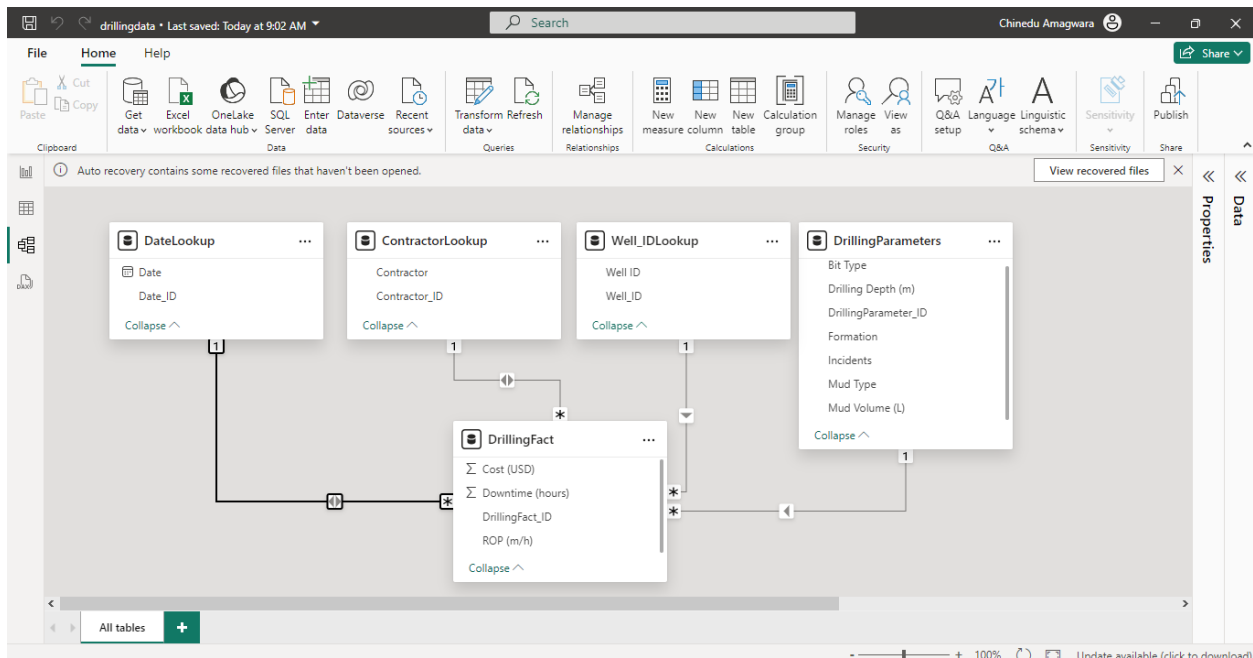 drillingdata • Last saved: Today at 9:02 AM
Search
Chinedu Amagwara
File Home Help
Share
Paste
Cut
Copy
Get data
Excel workbook
OneLake data hub
SQL Server
Enter data
Dataverse
Recent sources
Transform data
Refresh
Manage relationships
New measure
New column
New table
Calculation group
Manage roles
View as
Q&A setup
Language
Linguistic schema
Sensitivity
Publish
Clipboard
Data
Queries
Relationships
Calculations
Security
Q&A
Sensitivity
Share
Auto recovery contains some recovered files that haven't been opened.
View recovered files
Properties
Data
DAX
DateLookup
Date
Date_ID
Collapse
ContractorLookup
Contractor
Contractor_ID
Collapse
Well_IDLookup
Well ID
Well_ID
Collapse
DrillingParameters
Bit Type
Drilling Depth (m)
DrillingParameter_ID
Formation
Incidents
Mud Type
Mud Volume (L)
Collapse
1
1
1
1
*
*
*
*
DrillingFact
Σ Cost (USD)
Σ Downtime (hours)
DrillingFact_ID
ROP (m/h)
Collapse
All tables
+
- + 100%
Update available (click to download)